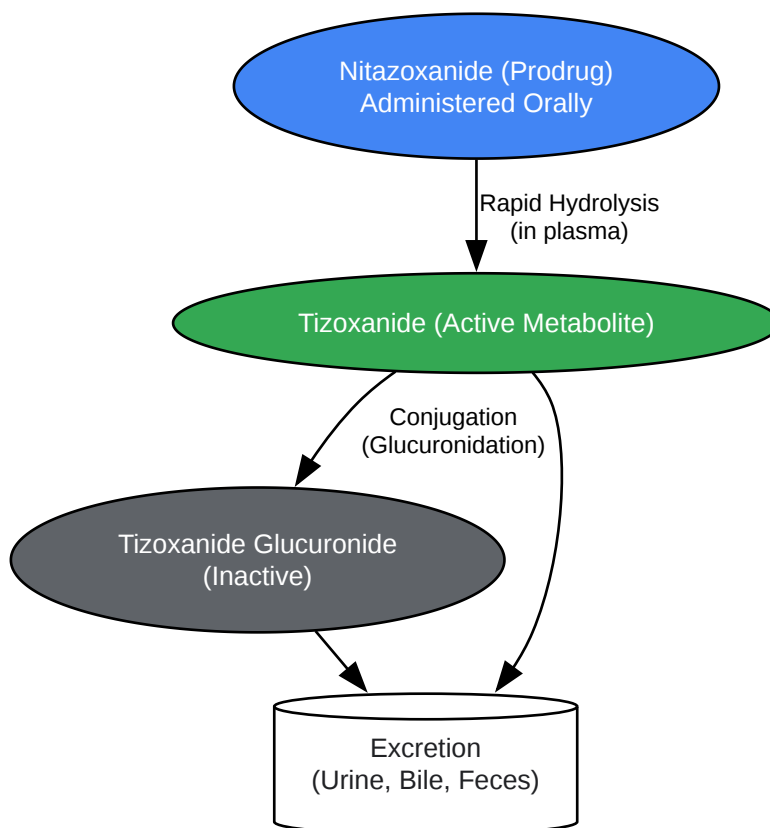 Nitazoxanide (Prodrug)
Administered Orally
Rapid Hydrolysis
(in plasma)
Tizoxanide (Active Metabolite)
Conjugation
(Glucuronidation)
Tizoxanide Glucuronide
(Inactive)
Excretion
(Urine, Bile, Feces)